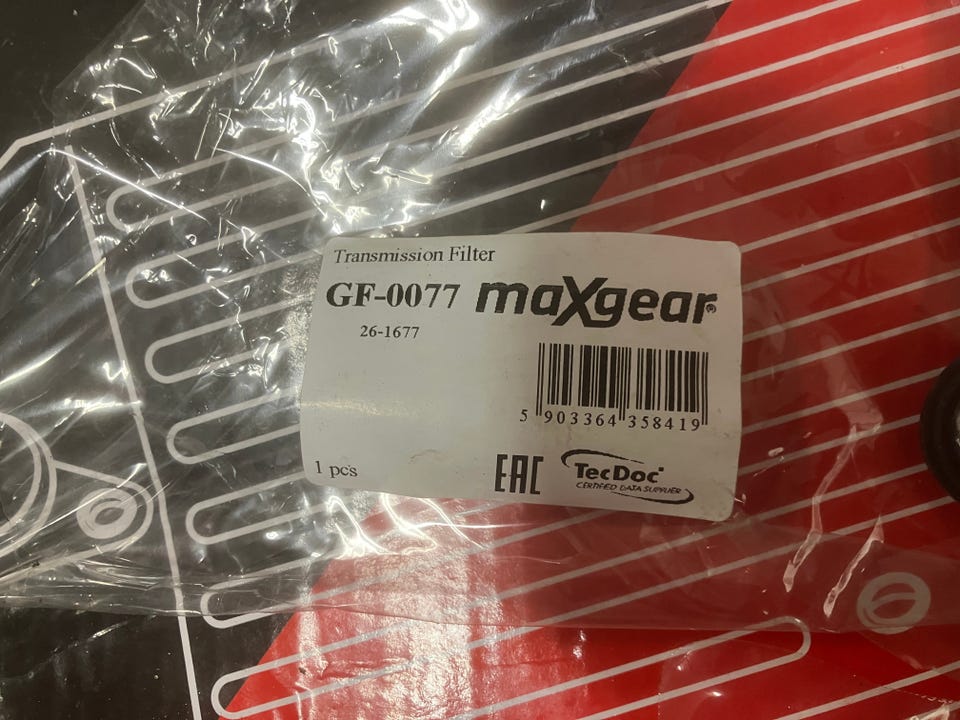 Transmission Filter
GF-0077 maXgear®
26-1677
5 903364 358419
1 pcs
EAC
TecDoc
CERTIFIED DATA SUPPLIER